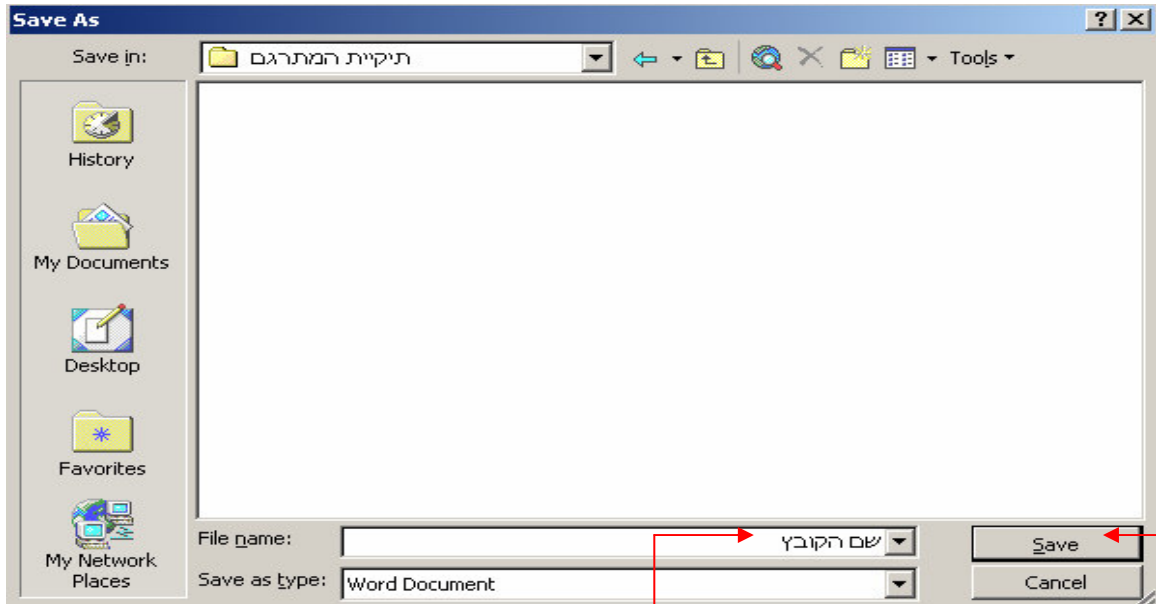 Save As
Save in: תיקיית המתרגם Tools
History
My Documents
Desktop
Favorites
My Network
Places
File name: שם הקובץ Save
Save as type: Word Document Cancel